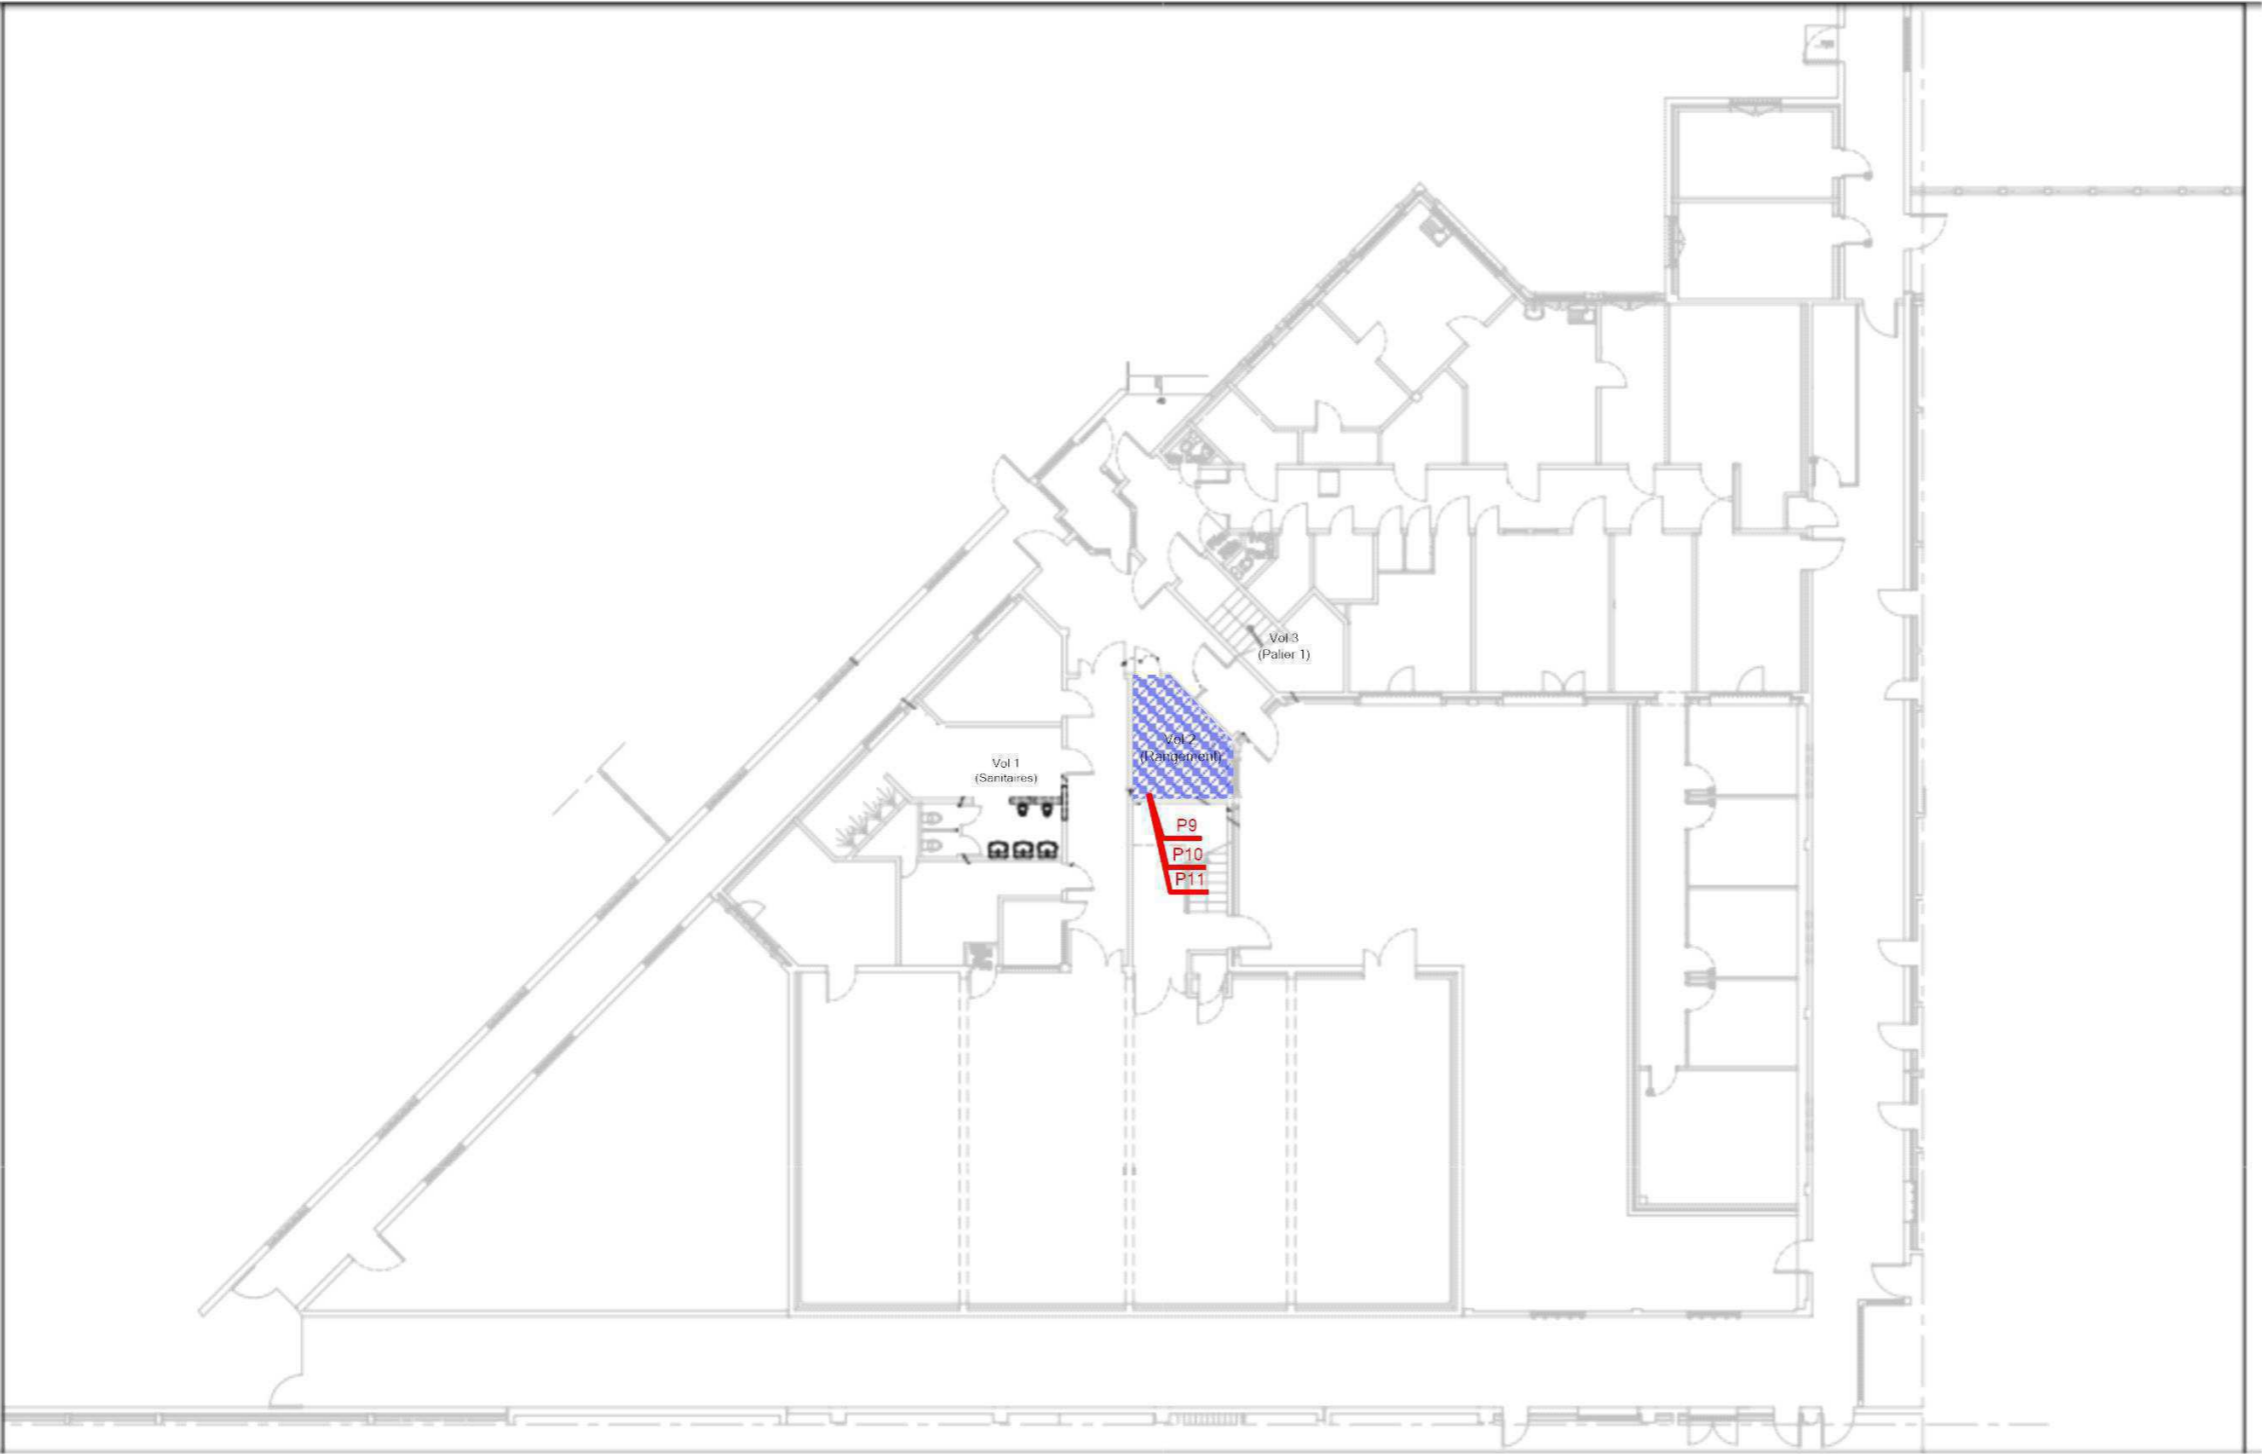 Vol 3
(Palier 1)
Vol 2
(Rangement)
Vol 1
(Sanitaires)
P9
P10
P11